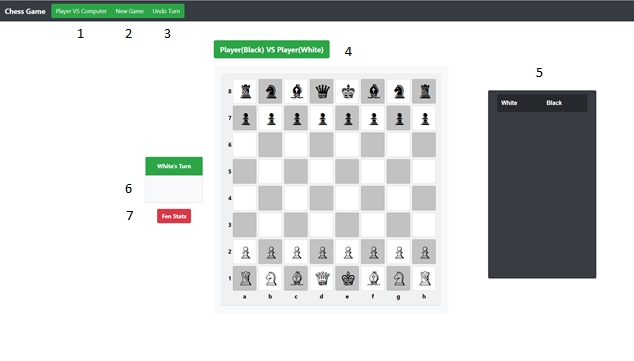 Chess Game Player VS Computer New Game Undo Turn
1 2 3
Player(Black) VS Player(White) 4
5
White Black
8
7
6
5
4
3
2
1
a b c d e f g h
White's Turn
6
7 Fen Stats